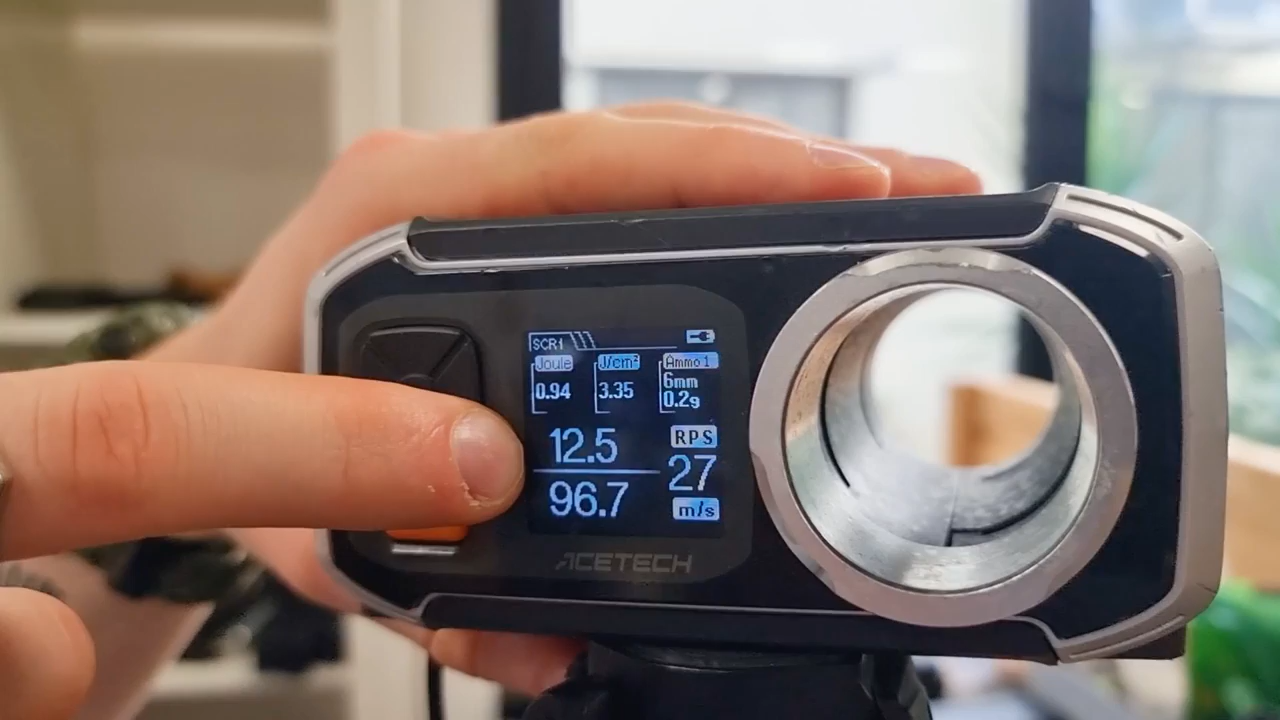 SCR1
Joule J/cm² Ammo 1
0.94 3.35 6mm
0.2g
12.5 RPS
27
96.7 m/s
ACETECH